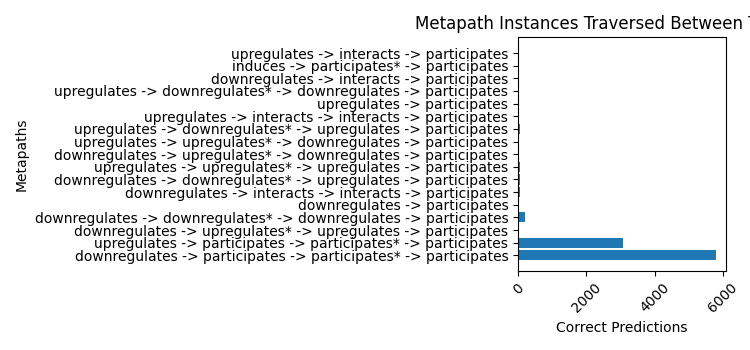 Metapath Instances Traversed Between
upregulates -> interacts -> participates
induces -> participates* -> participates
downregulates -> interacts -> participates
upregulates -> downregulates* -> downregulates -> participates
upregulates -> participates
upregulates -> interacts -> interacts -> participates
upregulates -> downregulates* -> upregulates -> participates
upregulates -> upregulates* -> downregulates -> participates
downregulates -> upregulates* -> downregulates -> participates
upregulates -> upregulates* -> upregulates -> participates
downregulates -> downregulates* -> upregulates -> participates
downregulates -> interacts -> interacts -> participates
downregulates -> participates
downregulates -> downregulates* -> downregulates -> participates
downregulates -> upregulates* -> upregulates -> participates
upregulates -> participates -> participates* -> participates
downregulates -> participates -> participates* -> participates
Metapaths
0
2000
4000
6000
Correct Predictions